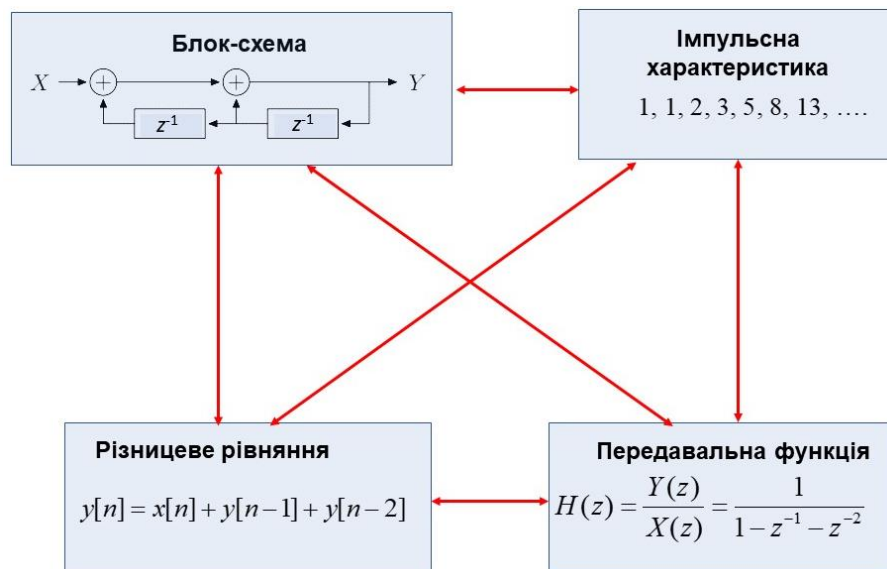 Блок-схема
X + + Y
z⁻¹ z⁻¹
Імпульсна
характеристика
1, 1, 2, 3, 5, 8, 13, ….
Різницеве рівняння
y[n] = x[n] + y[n−1] + y[n−2]
Передавальна функція
H(z) = Y(z)/X(z) = 1/(1 − z⁻¹ − z⁻²)